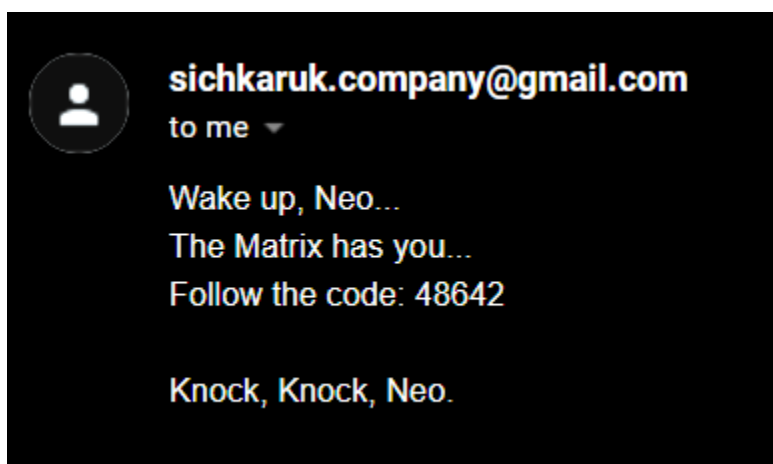 sichkaruk.company@gmail.com
to me
Wake up, Neo...
The Matrix has you...
Follow the code: 48642
Knock, Knock, Neo.